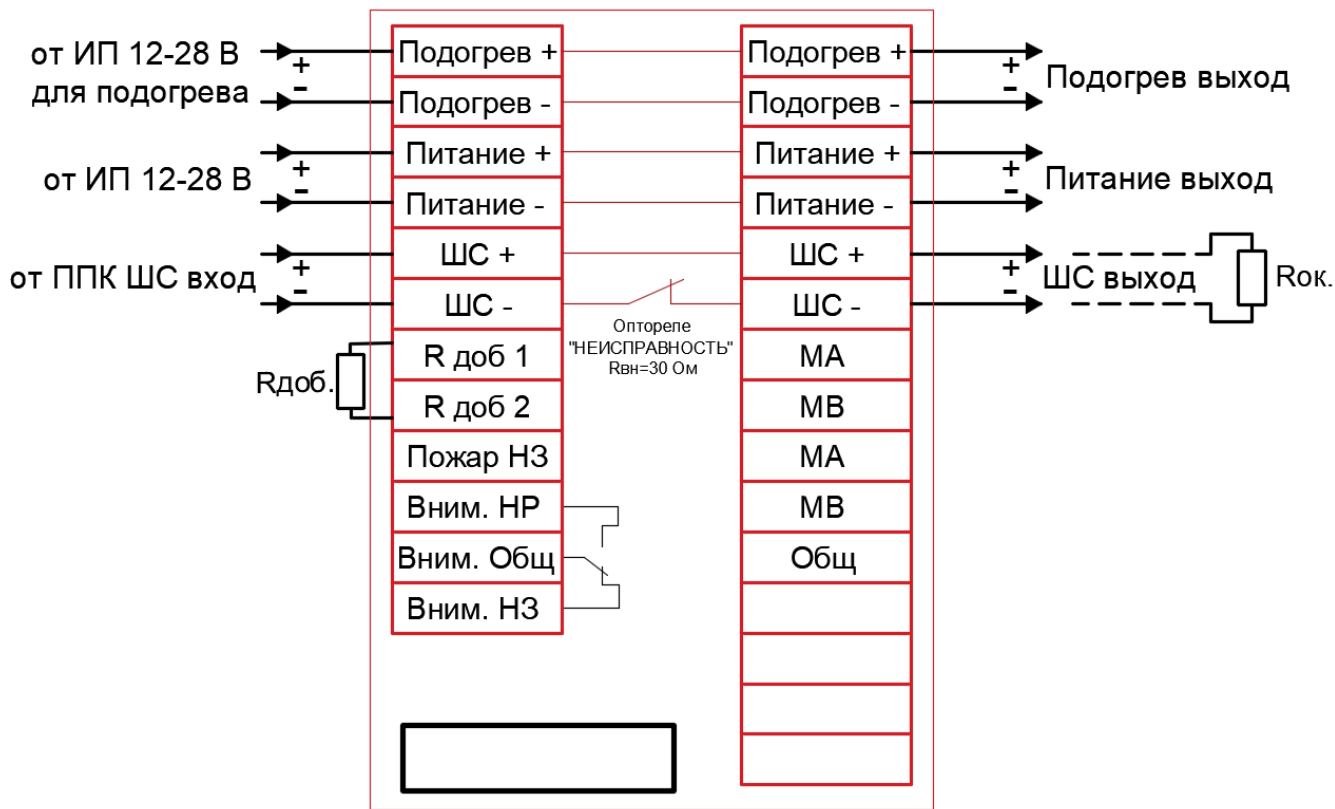 от ИП 12-28 В
для подогрева
+
-
от ИП 12-28 В
+
-
от ППК ШС вход
+
-
Rдоб.
Подогрев +
Подогрев -
Питание +
Питание -
ШС +
ШС -
R доб 1
R доб 2
Пожар НЗ
Вним. НР
Вним. Общ
Вним. НЗ
Оптореле
"НЕИСПРАВНОСТЬ"
Rвн=30 Ом
Подогрев +
Подогрев -
Питание +
Питание -
ШС +
ШС -
МА
МВ
МА
МВ
Общ
+
-
Подогрев выход
+
-
Питание выход
+
-
ШС выход
Rок.